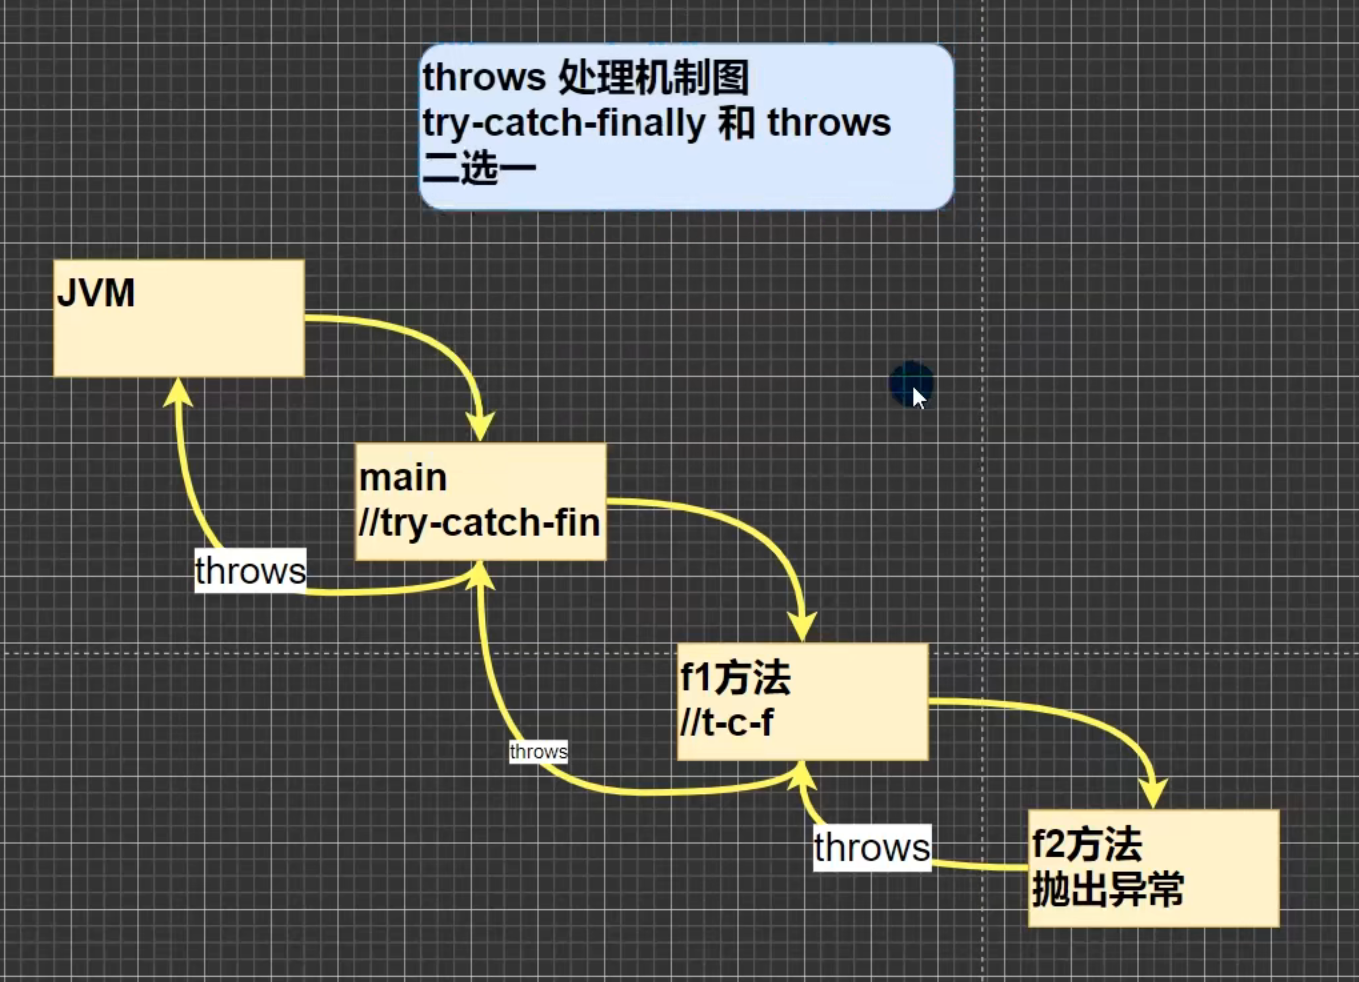 throws 处理机制图
try-catch-finally 和 throws
二选一
JVM
main
//try-catch-fin
throws
f1方法
//t-c-f
throws
throws
f2方法
抛出异常